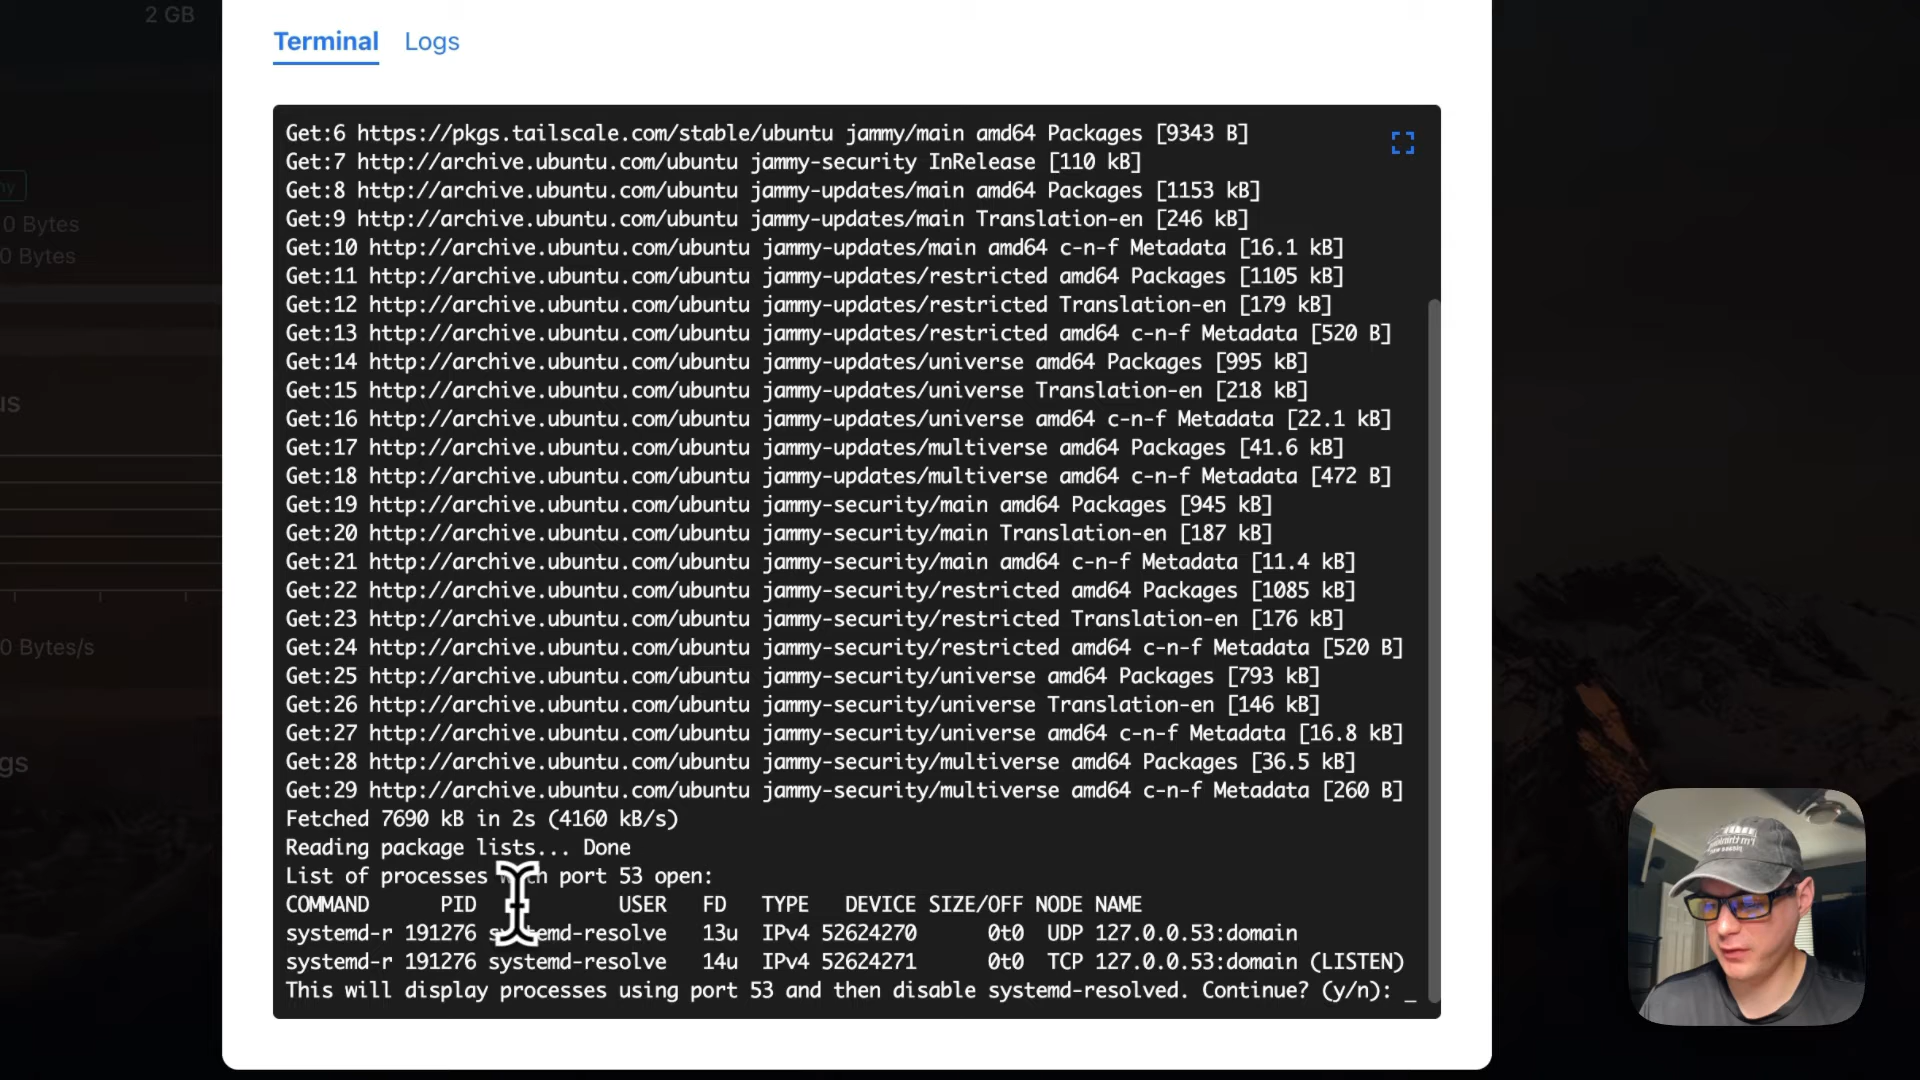 2 GB
Terminal Logs
Get:6 https://pkgs.tailscale.com/stable/ubuntu jammy/main amd64 Packages [9343 B]
Get:7 http://archive.ubuntu.com/ubuntu jammy-security InRelease [110 kB]
Get:8 http://archive.ubuntu.com/ubuntu jammy-updates/main amd64 Packages [1153 kB]
Get:9 http://archive.ubuntu.com/ubuntu jammy-updates/main Translation-en [246 kB]
Get:10 http://archive.ubuntu.com/ubuntu jammy-updates/main amd64 c-n-f Metadata [16.1 kB]
Get:11 http://archive.ubuntu.com/ubuntu jammy-updates/restricted amd64 Packages [1105 kB]
Get:12 http://archive.ubuntu.com/ubuntu jammy-updates/restricted Translation-en [179 kB]
Get:13 http://archive.ubuntu.com/ubuntu jammy-updates/restricted amd64 c-n-f Metadata [520 B]
Get:14 http://archive.ubuntu.com/ubuntu jammy-updates/universe amd64 Packages [995 kB]
Get:15 http://archive.ubuntu.com/ubuntu jammy-updates/universe Translation-en [218 kB]
Get:16 http://archive.ubuntu.com/ubuntu jammy-updates/universe amd64 c-n-f Metadata [22.1 kB]
Get:17 http://archive.ubuntu.com/ubuntu jammy-updates/multiverse amd64 Packages [41.6 kB]
Get:18 http://archive.ubuntu.com/ubuntu jammy-updates/multiverse amd64 c-n-f Metadata [472 B]
Get:19 http://archive.ubuntu.com/ubuntu jammy-security/main amd64 Packages [945 kB]
Get:20 http://archive.ubuntu.com/ubuntu jammy-security/main Translation-en [187 kB]
Get:21 http://archive.ubuntu.com/ubuntu jammy-security/main amd64 c-n-f Metadata [11.4 kB]
Get:22 http://archive.ubuntu.com/ubuntu jammy-security/restricted amd64 Packages [1085 kB]
Get:23 http://archive.ubuntu.com/ubuntu jammy-security/restricted Translation-en [176 kB]
Get:24 http://archive.ubuntu.com/ubuntu jammy-security/restricted amd64 c-n-f Metadata [520 B]
Get:25 http://archive.ubuntu.com/ubuntu jammy-security/universe amd64 Packages [793 kB]
Get:26 http://archive.ubuntu.com/ubuntu jammy-security/universe Translation-en [146 kB]
Get:27 http://archive.ubuntu.com/ubuntu jammy-security/universe amd64 c-n-f Metadata [16.8 kB]
Get:28 http://archive.ubuntu.com/ubuntu jammy-security/multiverse amd64 Packages [36.5 kB]
Get:29 http://archive.ubuntu.com/ubuntu jammy-security/multiverse amd64 c-n-f Metadata [260 B]
Fetched 7690 kB in 2s (4160 kB/s)
Reading package lists... Done
List of processes with port 53 open:
COMMAND PID USER FD TYPE DEVICE SIZE/OFF NODE NAME
systemd-r 191276 systemd-resolve 13u IPv4 52624270 0t0 UDP 127.0.0.53:domain
systemd-r 191276 systemd-resolve 14u IPv4 52624271 0t0 TCP 127.0.0.53:domain (LISTEN)
This will display processes using port 53 and then disable systemd-resolved. Continue? (y/n): _
0 Bytes
0 Bytes
0 Bytes/s